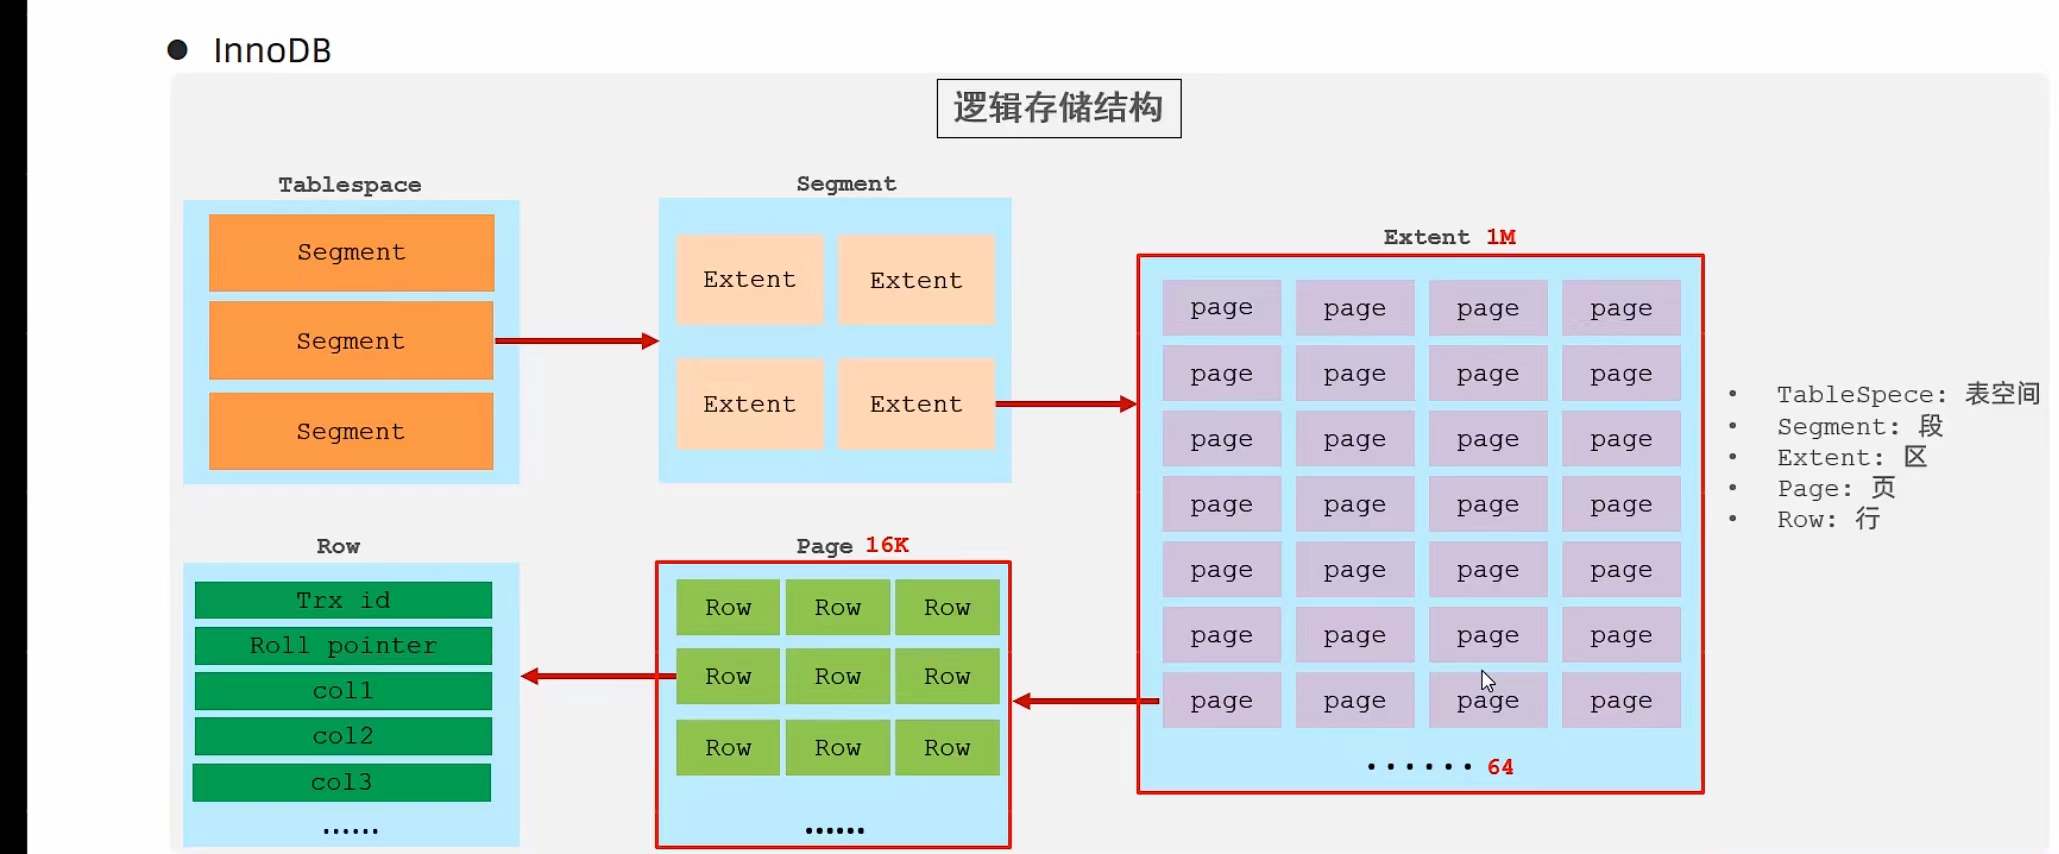 ● InnoDB
逻辑存储结构
Tablespace
Segment
Segment
Segment
Segment
Extent Extent
Extent Extent
Extent 1M
page page page page
page page page page
page page page page
page page page page
page page page page
page page page page
page page page page
······ 64
Page 16K
Row Row Row
Row Row Row
Row Row Row
······
Row
Trx id
Roll pointer
col1
col2
col3
······
• TableSpece: 表空间
• Segment: 段
• Extent: 区
• Page: 页
• Row: 行